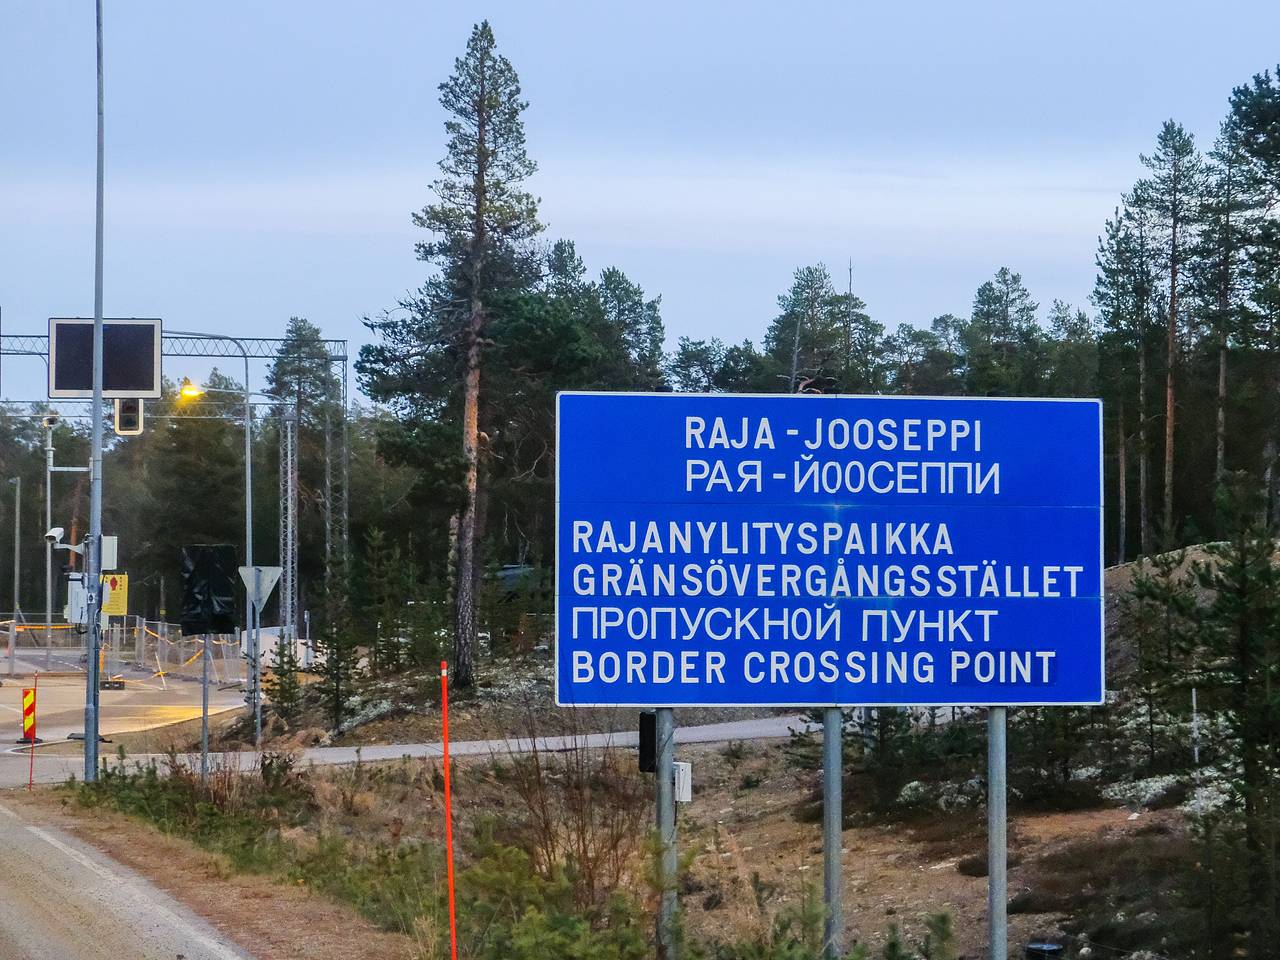 RAJA - JOOSEPPI
РАЯ - ЙООСЕППИ
RAJANYLITYSPAIKKA
GRÄNSÖVERGÅNGSSTÄLLET
ПРОПУСКНОЙ ПУНКТ
BORDER CROSSING POINT